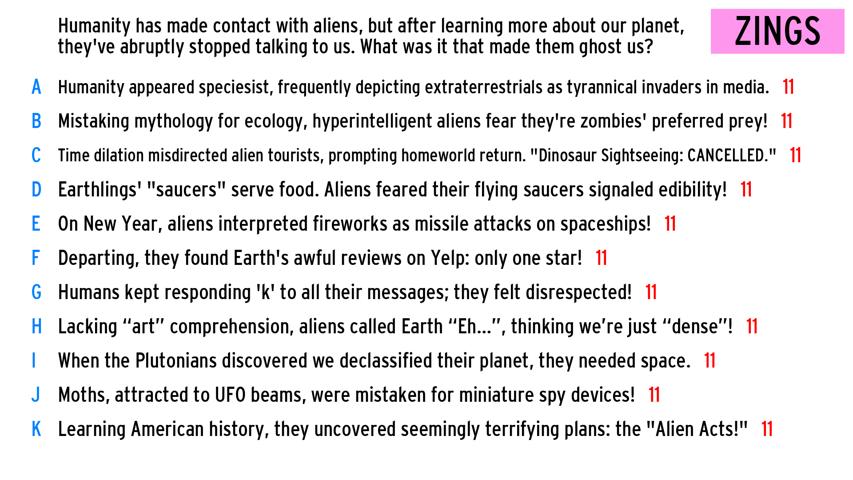 Humanity has made contact with aliens, but after learning more about our planet,
they've abruptly stopped talking to us. What was it that made them ghost us?
ZINGS
A Humanity appeared speciesist, frequently depicting extraterrestrials as tyrannical invaders in media. 11
B Mistaking mythology for ecology, hyperintelligent aliens fear they're zombies' preferred prey! 11
C Time dilation misdirected alien tourists, prompting homeworld return. "Dinosaur Sightseeing: CANCELLED." 11
D Earthlings' "saucers" serve food. Aliens feared their flying saucers signaled edibility! 11
E On New Year, aliens interpreted fireworks as missile attacks on spaceships! 11
F Departing, they found Earth's awful reviews on Yelp: only one star! 11
G Humans kept responding 'k' to all their messages; they felt disrespected! 11
H Lacking “art” comprehension, aliens called Earth “Eh...”, thinking we’re just “dense”! 11
I When the Plutonians discovered we declassified their planet, they needed space. 11
J Moths, attracted to UFO beams, were mistaken for miniature spy devices! 11
K Learning American history, they uncovered seemingly terrifying plans: the "Alien Acts!" 11